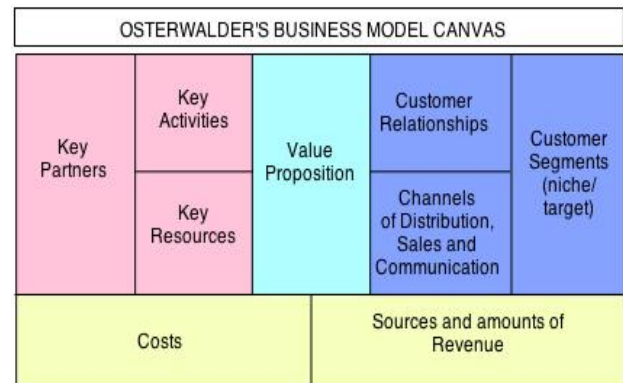 OSTERWALDER'S BUSINESS MODEL CANVAS
Key
Partners
Key
Activities
Key
Resources
Value
Proposition
Customer
Relationships
Channels
of Distribution,
Sales and
Communication
Customer
Segments
(niche/
target)
Costs
Sources and amounts of
Revenue